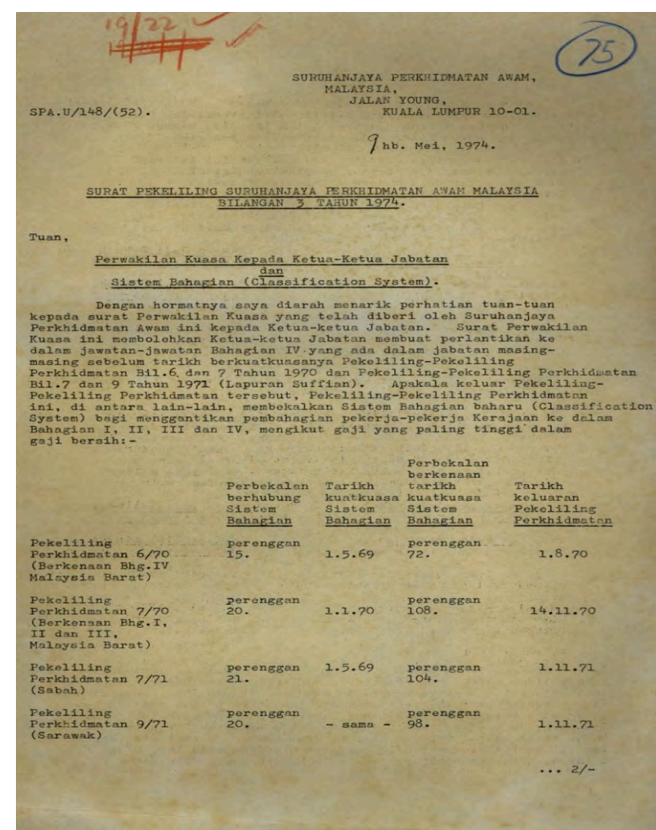 19/22
75
SURUHANJAYA PERKHIDMATAN AWAM,
MALAYSIA,
JALAN YOUNG,
SPA.U/148/(52). KUALA LUMPUR 10-01.
9 hb. Mei, 1974.
SURAT PEKELILING SURUHANJAYA PERKHIDMATAN AWAM MALAYSIA
BILANGAN 3 TAHUN 1974.
Tuan,
Perwakilan Kuasa Kepada Ketua-Ketua Jabatan
dan
Sistem Bahagian (Classification System).
Dengan hormatnya saya diarah menarik perhatian tuan-tuan
kepada surat Perwakilan Kuasa yang telah diberi oleh Suruhanjaya
Perkhidmatan Awam ini kepada Ketua-ketua Jabatan. Surat Perwakilan
Kuasa ini membolehkan Ketua-ketua Jabatan membuat perlantikan ke
dalam jawatan-jawatan Bahagian IV yang ada dalam jabatan masing-
masing sebelum tarikh berkuatkuasanya Pekeliling-Pekeliling
Perkhidmatan Bil.6, dan 7 Tahun 1970 dan Pekeliling-Pekeliling Perkhidmatan
Bil.7 dan 9 Tahun 1971 (Lapuran Suffian). Apakala keluar Pekeliling-
Pekeliling Perkhidmatan tersebut, Pekeliling-Pekeliling Perkhidmatan
ini, di antara lain-lain, membekalkan Sistem Bahagian baharu (Classification
System) bagi menggantikan pembahagian pekerja-pekerja Kerajaan ke dalam
Bahagian I, II, III dan IV, mengikut gaji yang paling tinggi dalam
gaji bersih:-
Perbekalan
berkenaan
Perbekalan Tarikh tarikh Tarikh
berhubung kuatkuasa kuatkuasa keluaran
Sistem Sistem Sistem Pekeliling
Bahagian Bahagian Bahagian Perkhidmatan
Pekeliling perenggan perenggan
Perkhidmatan 6/70 15. 1.5.69 72. 1.8.70
(Berkenaan Bhg.IV
Malaysia Barat)
Pekeliling perenggan perenggan
Perkhidmatan 7/70 20. 1.1.70 108. 14.11.70
(Berkenaan Bhg.I,
II dan III,
Malaysia Barat)
Pekeliling perenggan 1.5.69 perenggan 1.11.71
Perkhidmatan 7/71 21. 104.
(Sabah)
Pekeliling perenggan perenggan
Perkhidmatan 9/71 20. - sama - 98. 1.11.71
(Sarawak)
... 2/-